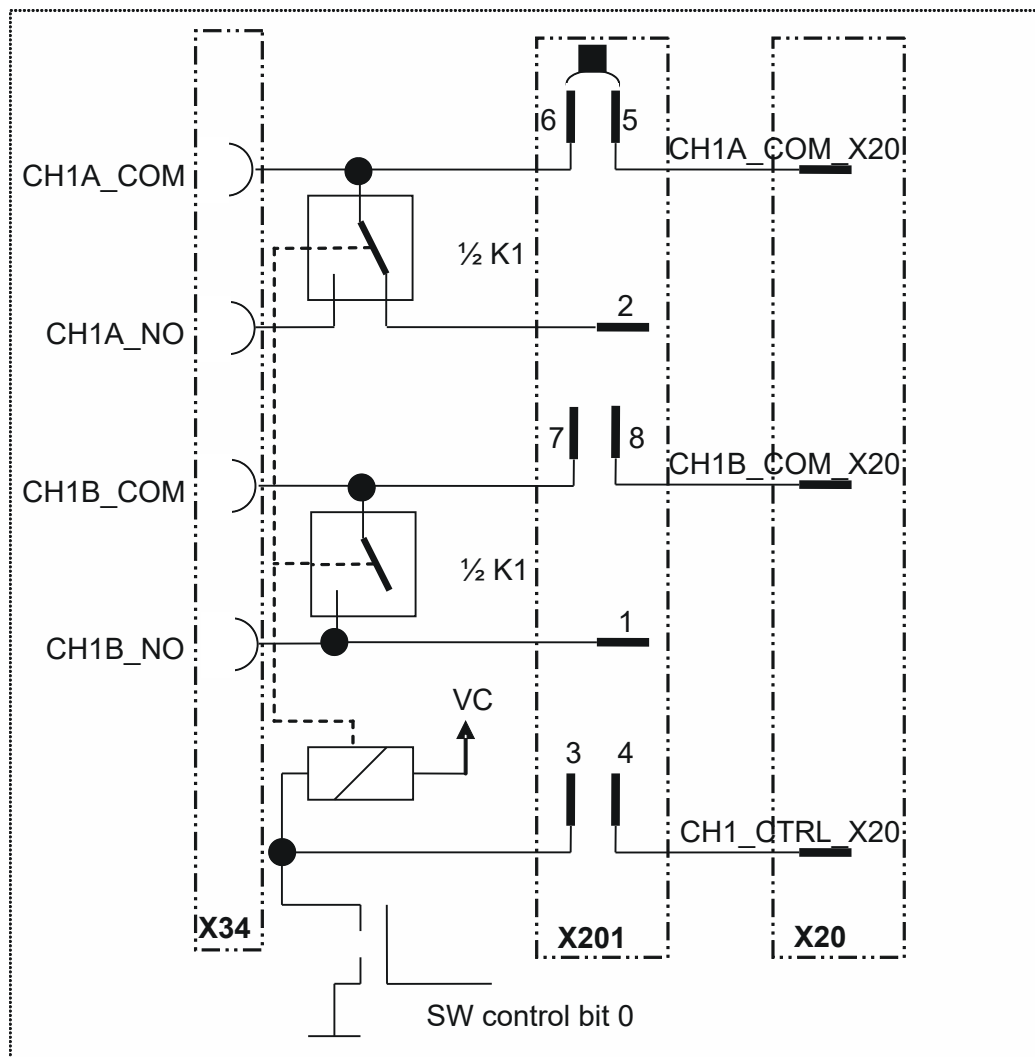 6 5
CH1A_COM
CH1A_COM_X20
½ K1
CH1A_NO
2
7 8
CH1B_COM
CH1B_COM_X20
½ K1
CH1B_NO
1
VC
3 4
CH1_CTRL_X20
X34
X201
X20
SW control bit 0